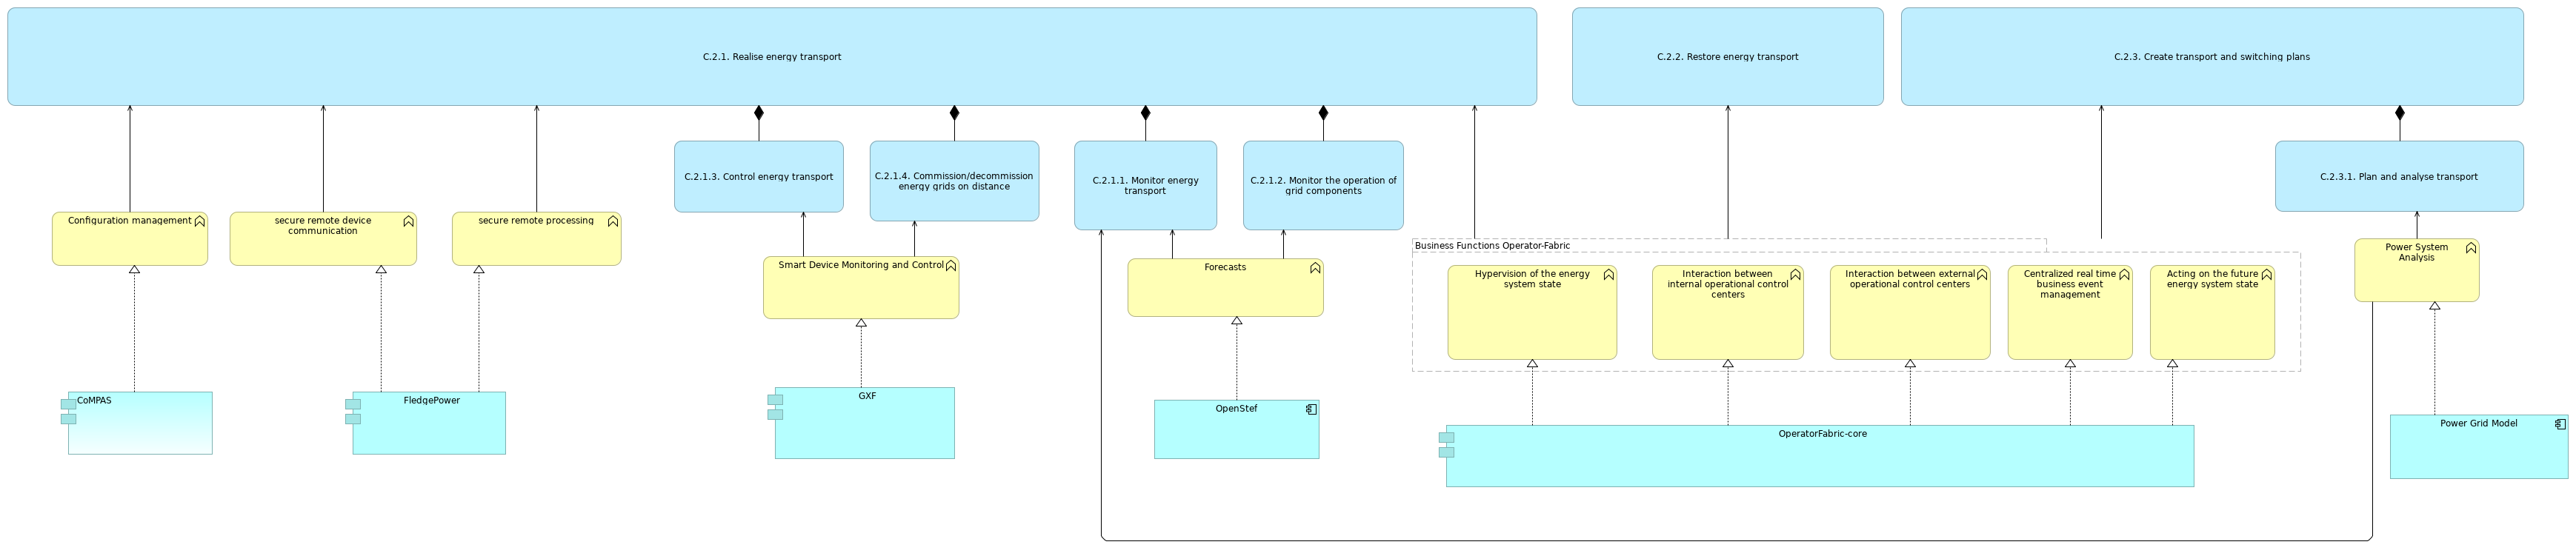 C.2.1. Realise energy transport
C.2.2. Restore energy transport
C.2.3. Create transport and switching plans
C.2.1.3. Control energy transport
C.2.1.4. Commission/decommission
energy grids on distance
C.2.1.1. Monitor energy
transport
C.2.1.2. Monitor the operation of
grid components
C.2.3.1. Plan and analyse transport
Configuration management
secure remote device
communication
secure remote processing
Smart Device Monitoring and Control
Forecasts
Business Functions Operator-Fabric
Hypervision of the energy
system state
Interaction between
internal operational control
centers
Interaction between external
operational control centers
Centralized real time
business event
management
Acting on the future
energy system state
Power System
Analysis
CoMPAS
FledgePower
GXF
OpenStef
OperatorFabric-core
Power Grid Model